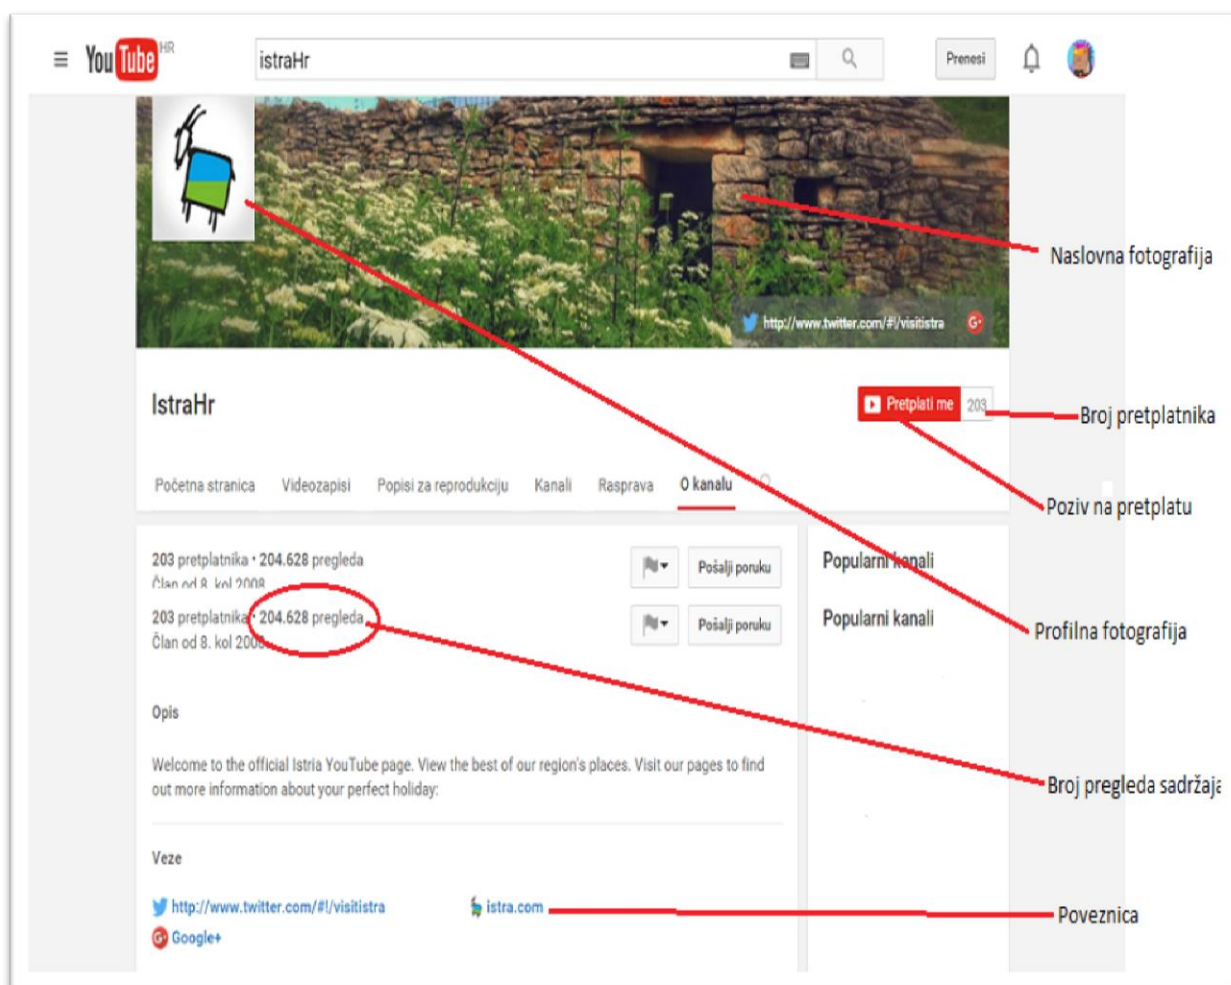 YouTube HR
istraHr
Prenesi
http://www.twitter.com/#!/visitistra G+
Naslovna fotografija
IstraHr
Pretplati me 203
Broj pretplatnika
Početna stranica Videozapisi Popisi za reprodukciju Kanali Rasprava O kanalu
Poziv na pretplatu
203 pretplatnika • 204.628 pregleda
Pošalji poruku
Popularni kanali
Član od 8. kol 2008
203 pretplatnika • 204.628 pregleda
Pošalji poruku
Popularni kanali
Član od 8. kol 2008
Profilna fotografija
Opis
Welcome to the official Istria YouTube page. View the best of our region's places. Visit our pages to find
out more information about your perfect holiday:
Broj pregleda sadržaja
Veze
http://www.twitter.com/#!/visitistra istra.com
Poveznica
G+ Google+